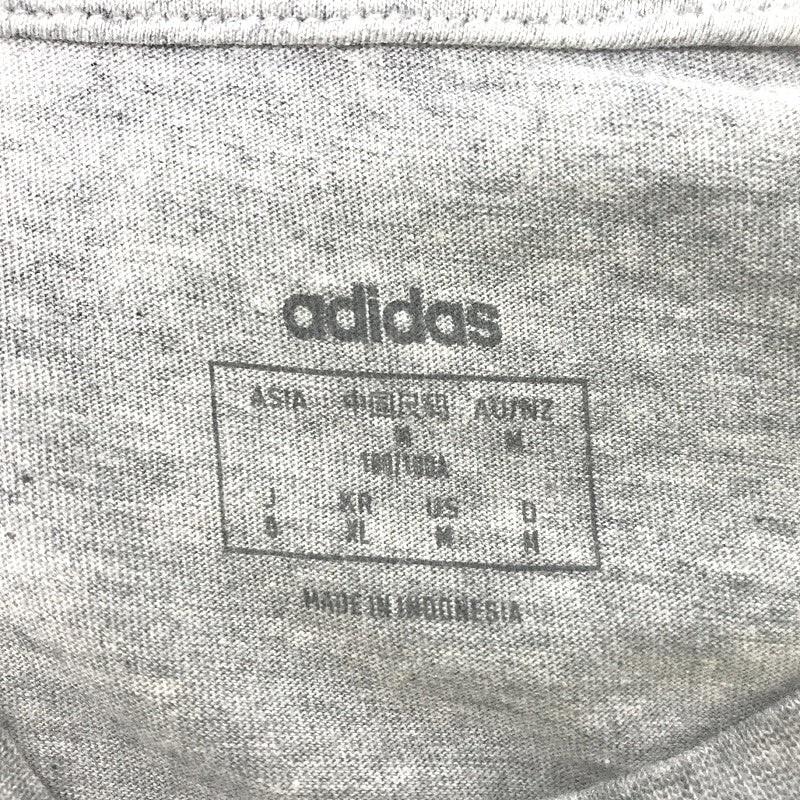 adidas
ASIA 中国尺码 AU/NZ
M M
180/100A
J KR US D
O XL M M
MADE IN INDONESIA